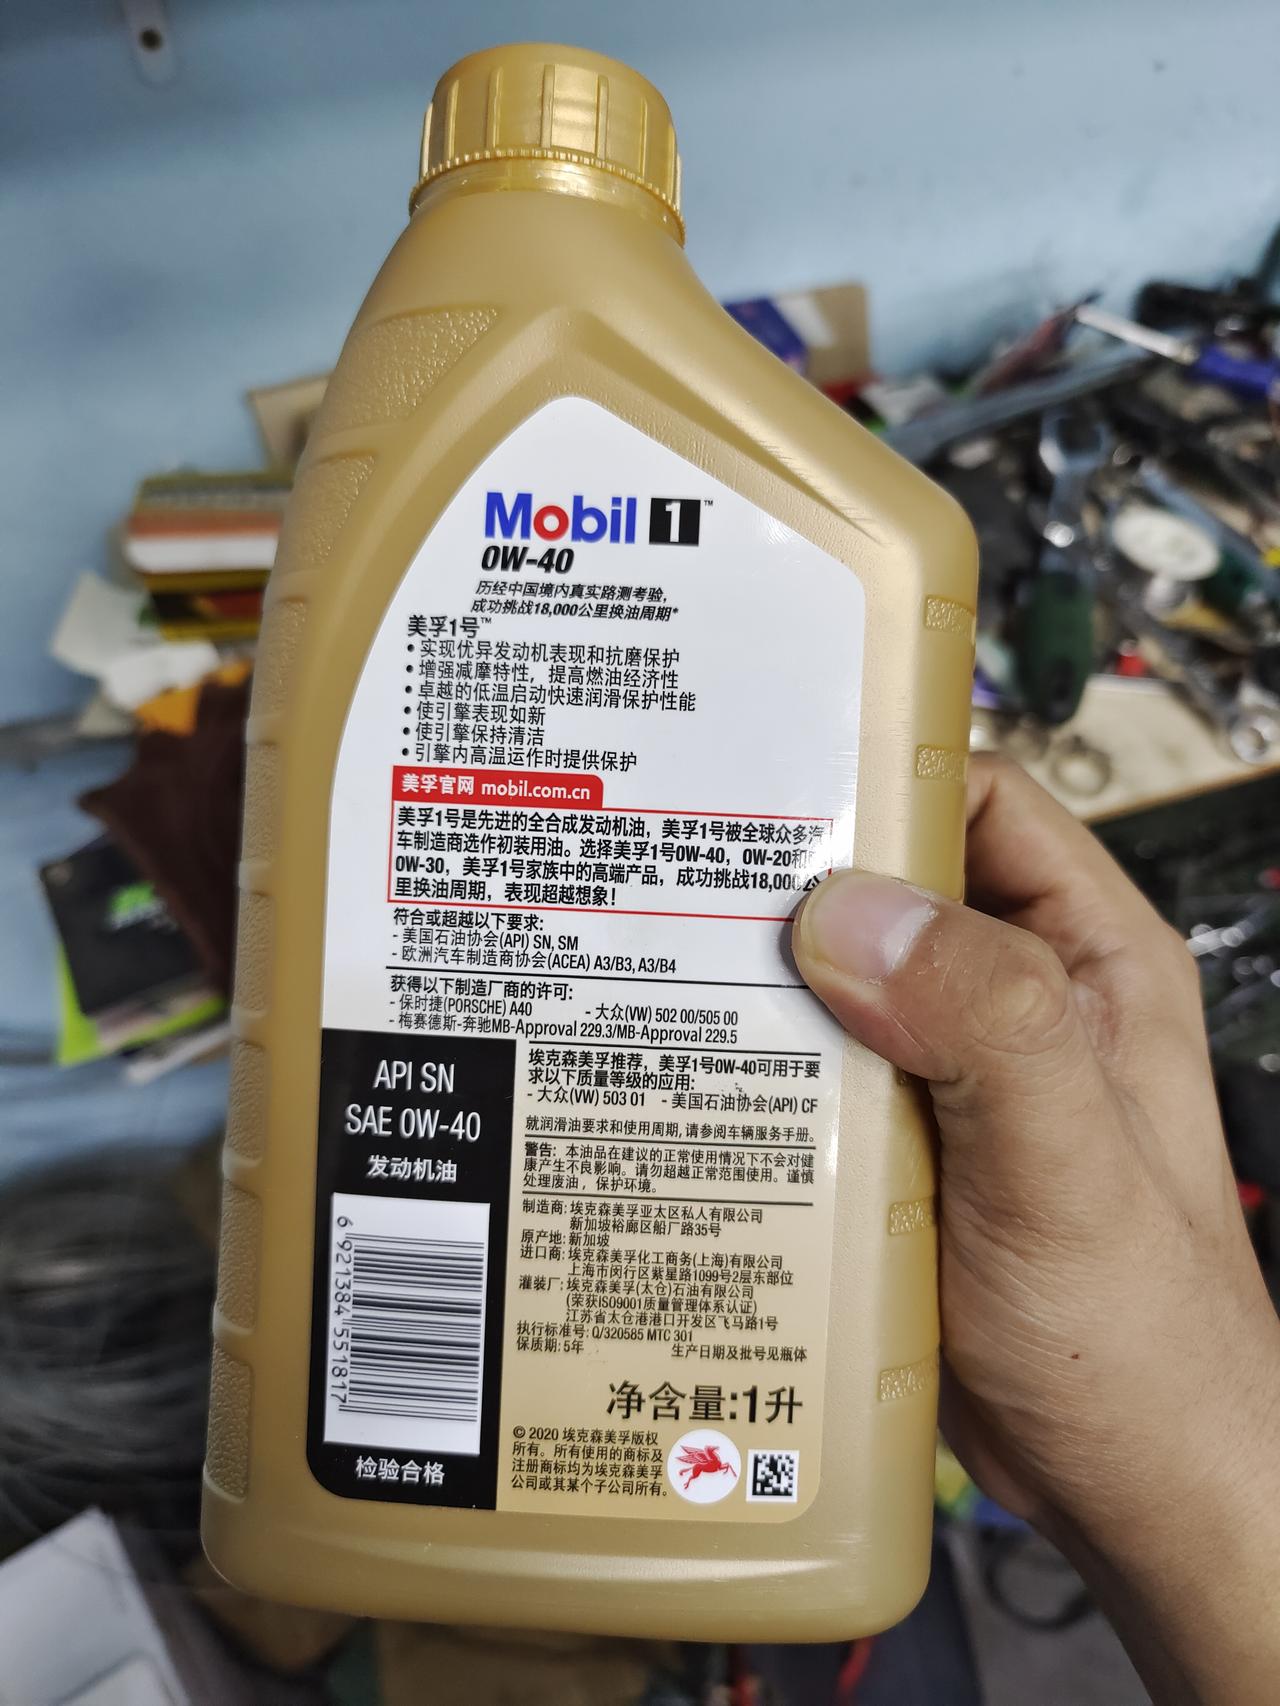 Mobil 1™
0W-40
历经中国境内真实路测考验，
成功挑战18,000公里换油周期*
美孚1号™
• 实现优异发动机表现和抗磨保护
• 增强减摩特性，提高燃油经济性
• 卓越的低温启动快速润滑保护性能
• 使引擎表现如新
• 使引擎保持清洁
• 引擎内高温运作时提供保护
美孚官网 mobil.com.cn
美孚1号是先进的全合成发动机油，美孚1号被全球众多汽
车制造商选作初装用油。选择美孚1号0W-40，0W-20和
0W-30，美孚1号家族中的高端产品，成功挑战18,000公
里换油周期，表现超越想象！
符合或超越以下要求:
- 美国石油协会(API) SN, SM
- 欧洲汽车制造商协会(ACEA) A3/B3, A3/B4
获得以下制造厂商的许可:
- 保时捷(PORSCHE) A40 - 大众(VW) 502 00/505 00
- 梅赛德斯-奔驰MB-Approval 229.3/MB-Approval 229.5
API SN
SAE 0W-40
发动机油
6 921384 551817
检验合格
埃克森美孚推荐，美孚1号0W-40可用于要
求以下质量等级的应用:
- 大众(VW) 503 01 - 美国石油协会(API) CF
就润滑油要求和使用周期,请参阅车辆服务手册。
警告: 本油品在建议的正常使用情况下不会对健
康产生不良影响。请勿超越正常范围使用。谨慎
处理废油，保护环境。
制造商: 埃克森美孚亚太区私人有限公司
新加坡裕廊区船厂路35号
原产地: 新加坡
进口商: 埃克森美孚化工商务(上海)有限公司
上海市闵行区紫星路1099号2层东部位
灌装厂: 埃克森美孚(太仓)石油有限公司
(荣获ISO9001质量管理体系认证)
江苏省太仓港港口开发区飞马路1号
执行标准号: Q/320585 MTC 301
保质期: 5年 生产日期及批号见瓶体
净含量:1升
© 2020 埃克森美孚版权
所有。所有使用的商标及
注册商标均为埃克森美孚
公司或其某个子公司所有。